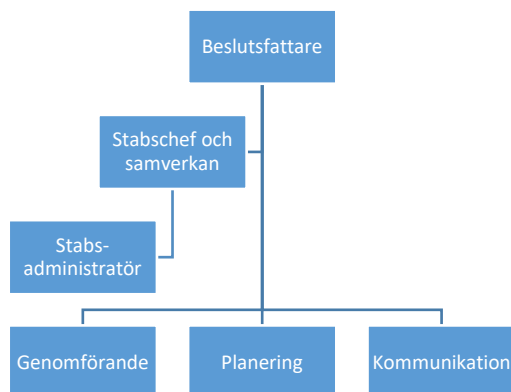 Beslutsfattare
Stabschef och
samverkan
Stabs-
administratör
Genomförande
Planering
Kommunikation